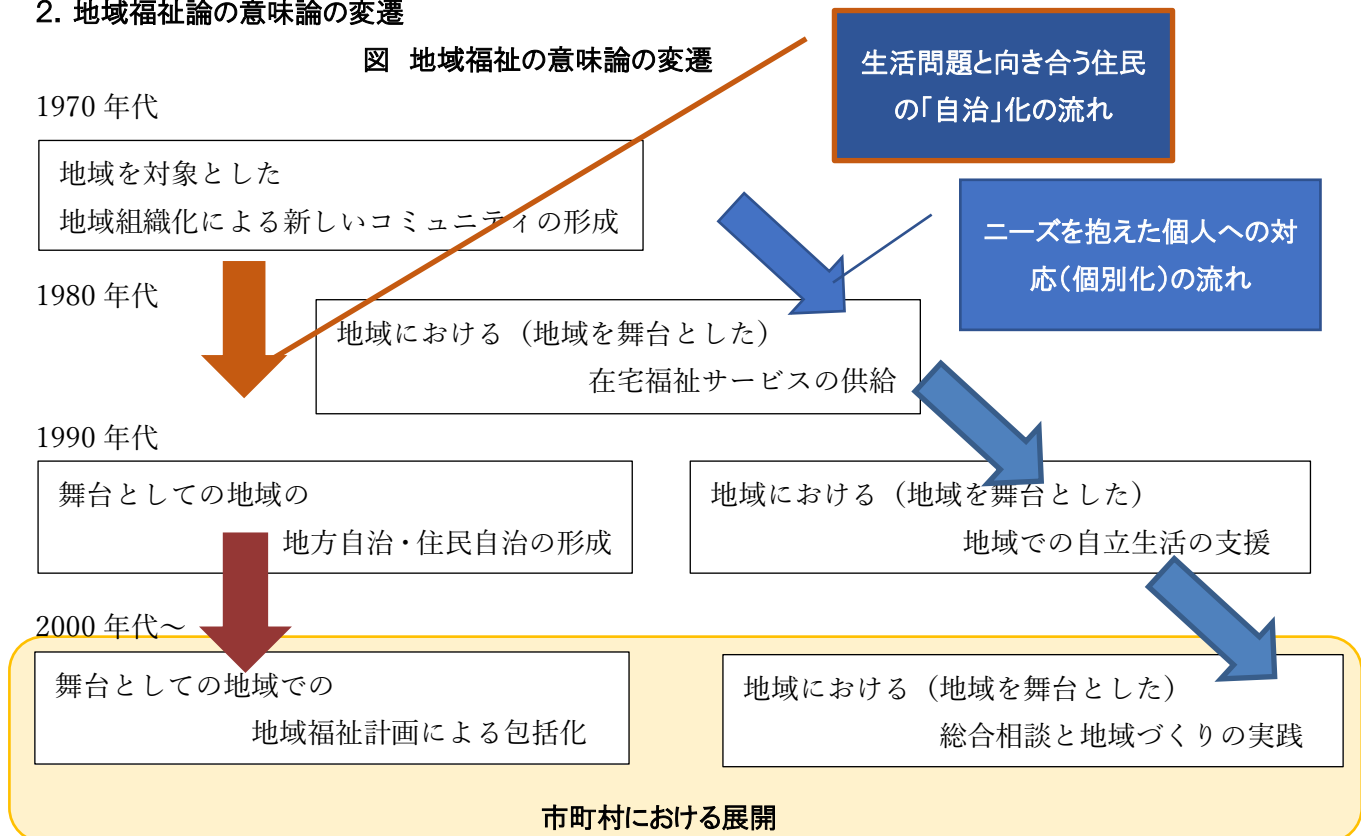 2．地域福祉論の意味論の変遷
図　地域福祉の意味論の変遷
生活問題と向き合う住民
の「自治」化の流れ
1970 年代
地域を対象とした
地域組織化による新しいコミュニティの形成
ニーズを抱えた個人への対
応（個別化）の流れ
1980 年代
地域における（地域を舞台とした）
在宅福祉サービスの供給
1990 年代
舞台としての地域の
地方自治・住民自治の形成
地域における（地域を舞台とした）
地域での自立生活の支援
2000 年代～
舞台としての地域での
地域福祉計画による包括化
地域における（地域を舞台とした）
総合相談と地域づくりの実践
市町村における展開